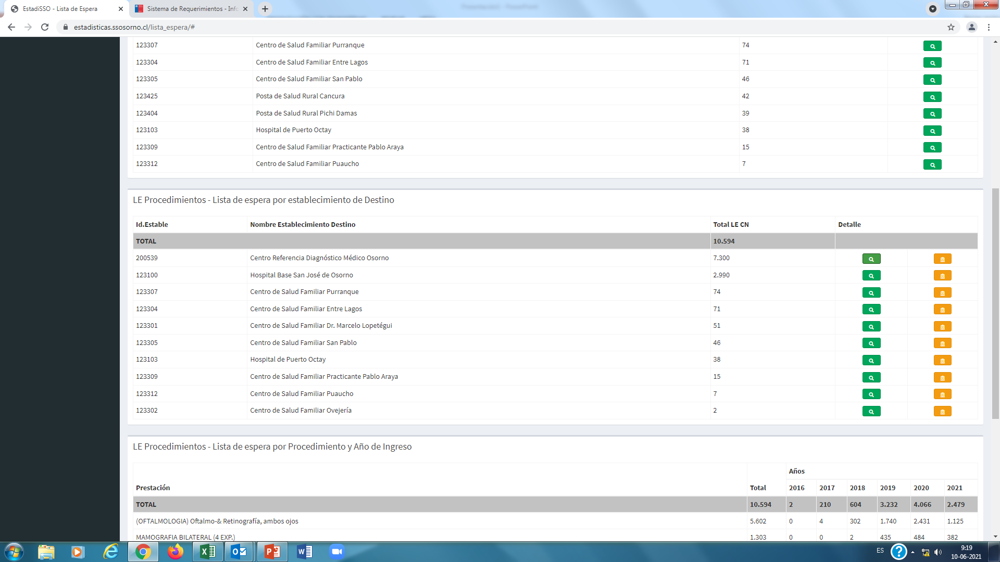 EstadiSSO - Lista de Espera
Sistema de Requerimientos - Info
estadisticas.ssosorno.cl/lista_espera/#
123307 Centro de Salud Familiar Purranque 74
123304 Centro de Salud Familiar Entre Lagos 71
123305 Centro de Salud Familiar San Pablo 46
123425 Posta de Salud Rural Cancura 42
123404 Posta de Salud Rural Pichi Damas 39
123103 Hospital de Puerto Octay 38
123309 Centro de Salud Familiar Practicante Pablo Araya 15
123312 Centro de Salud Familiar Puaucho 7
LE Procedimientos - Lista de espera por establecimiento de Destino
Id.Estable Nombre Establecimiento Destino Total LE CN Detalle
TOTAL 10.594
200539 Centro Referencia Diagnóstico Médico Osorno 7.300
123100 Hospital Base San José de Osorno 2.990
123307 Centro de Salud Familiar Purranque 74
123304 Centro de Salud Familiar Entre Lagos 71
123301 Centro de Salud Familiar Dr. Marcelo Lopetégui 51
123305 Centro de Salud Familiar San Pablo 46
123103 Hospital de Puerto Octay 38
123309 Centro de Salud Familiar Practicante Pablo Araya 15
123312 Centro de Salud Familiar Puaucho 7
123302 Centro de Salud Familiar Ovejería 2
LE Procedimientos - Lista de espera por Procedimiento y Año de Ingreso
Años
Prestación Total 2016 2017 2018 2019 2020 2021
TOTAL 10.594 2 210 604 3.232 4.066 2.479
(OFTALMOLOGIA) Oftalmo-& Retinografía, ambos ojos 5.602 0 4 302 1.740 2.431 1.125
MAMOGRAFIA BILATERAL (4 EXP.) 1.303 0 0 2 435 484 382
ES
9:19
10-06-2021